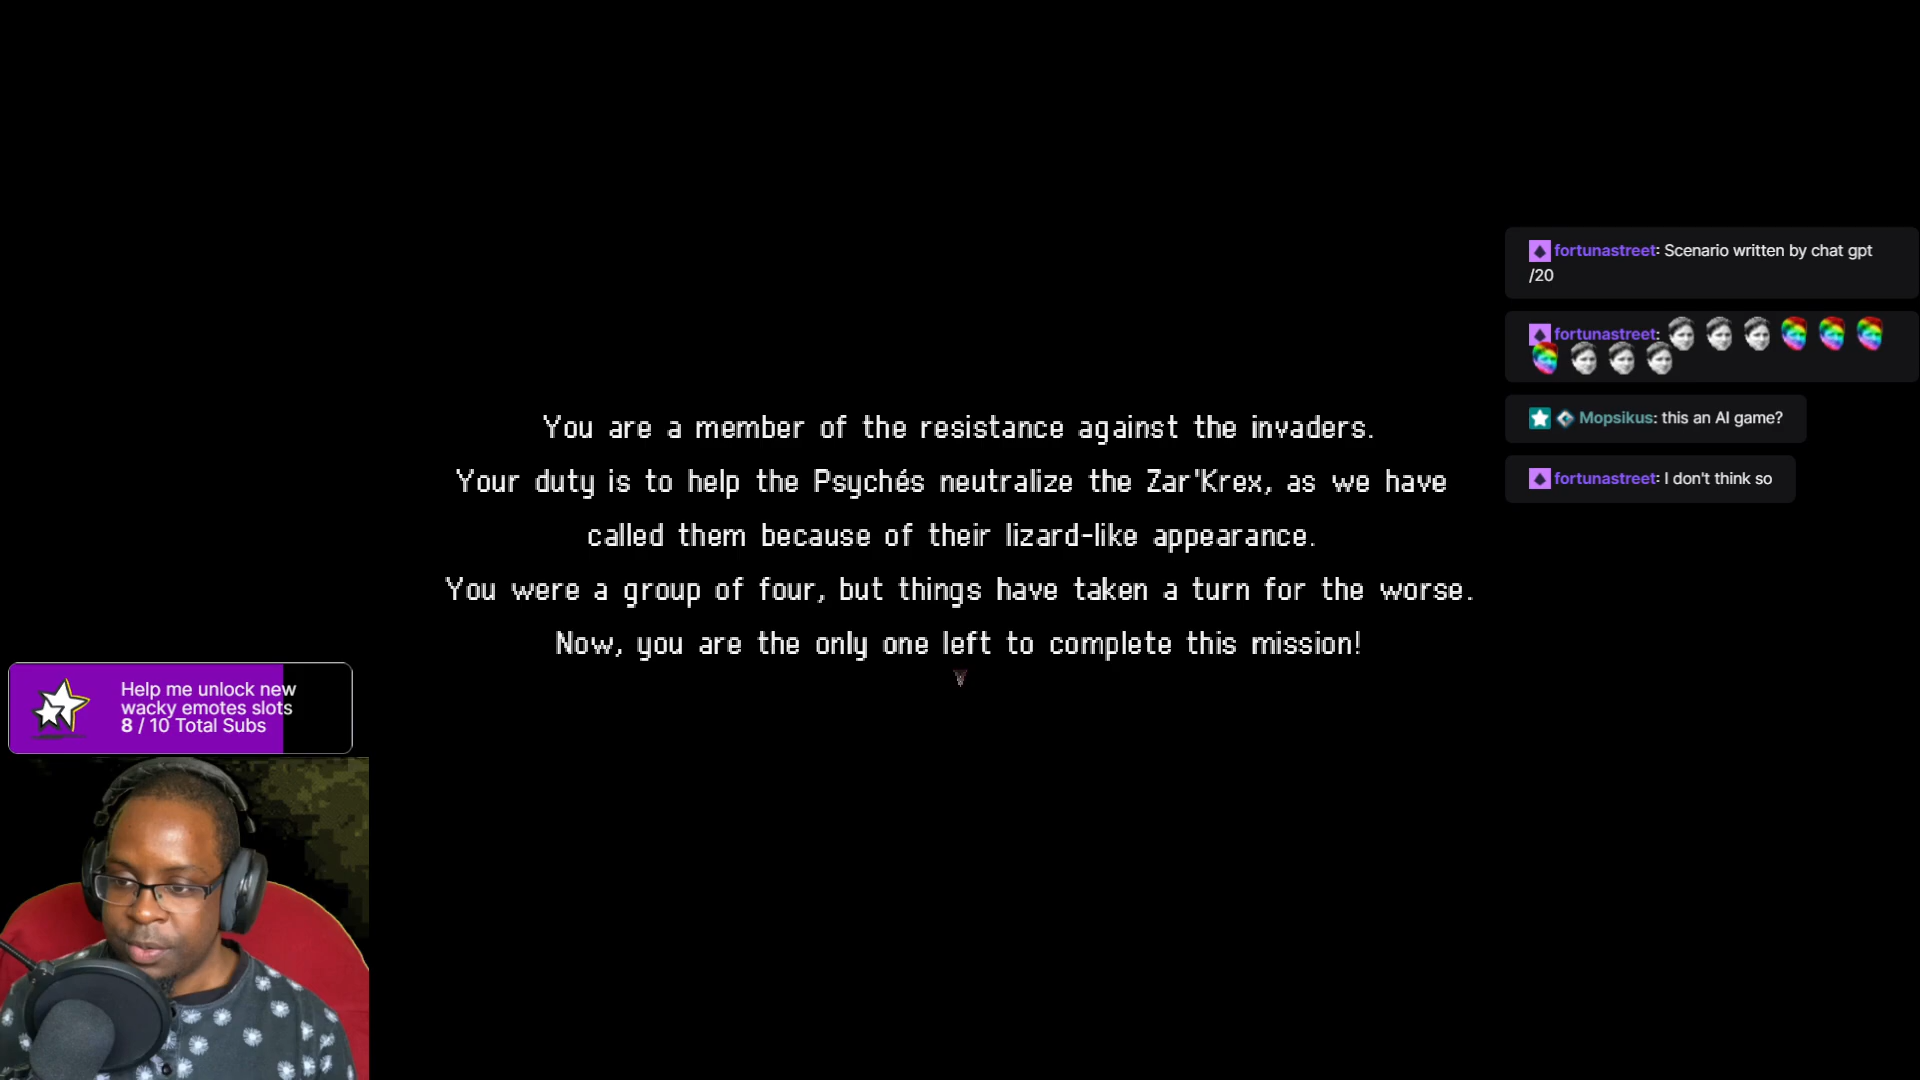 You are a member of the resistance against the invaders.
Your duty is to help the Psychés neutralize the Zar'Krex, as we have
called them because of their lizard-like appearance.
You were a group of four, but things have taken a turn for the worse.
Now, you are the only one left to complete this mission!
fortunastreet: Scenario written by chat gpt
/20
fortunastreet:
Mopsikus: this an AI game?
fortunastreet: I don't think so
Help me unlock new
wacky emotes slots
8 / 10 Total Subs